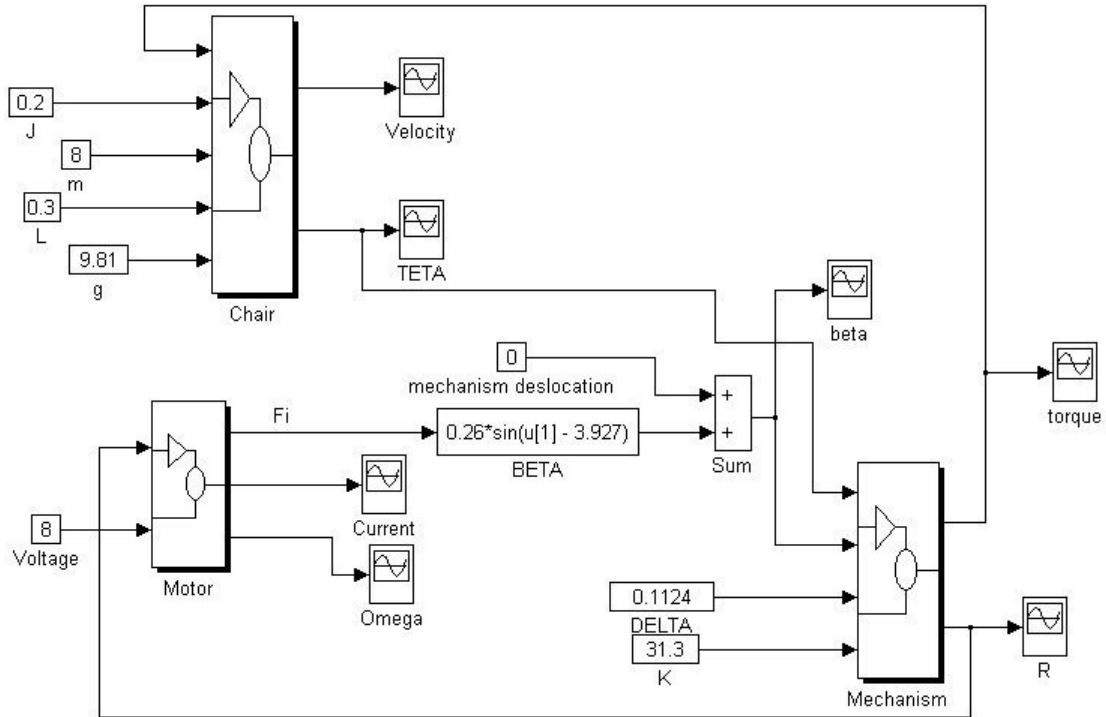 0.2
J
8
m
0.3
L
9.81
g
Chair
Velocity
TETA
beta
0
mechanism deslocation
torque
Fi
0.26*sin(u[1] - 3.927)
BETA
+
+
Sum
8
Voltage
Motor
Current
Omega
0.1124
DELTA
31.3
K
Mechanism
R